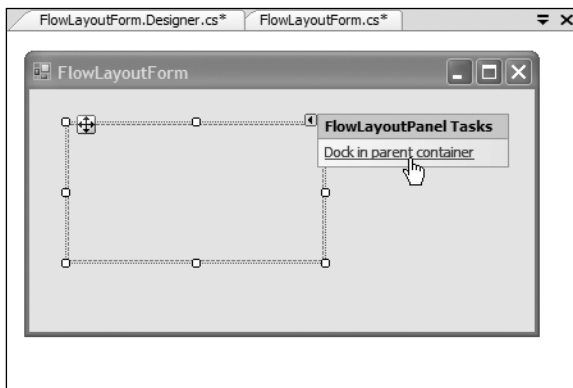 FlowLayoutForm.Designer.cs* FlowLayoutForm.cs*
FlowLayoutForm
FlowLayoutPanel Tasks
Dock in parent container